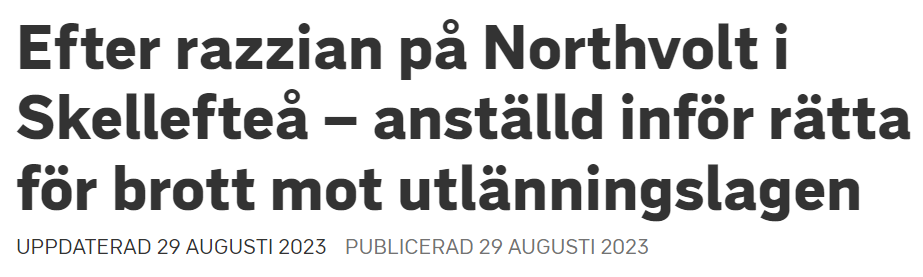 Efter razzian på Northvolt i
Skellefteå – anställd inför rätta
för brott mot utlänningslagen
UPPDATERAD 29 AUGUSTI 2023 PUBLICERAD 29 AUGUSTI 2023